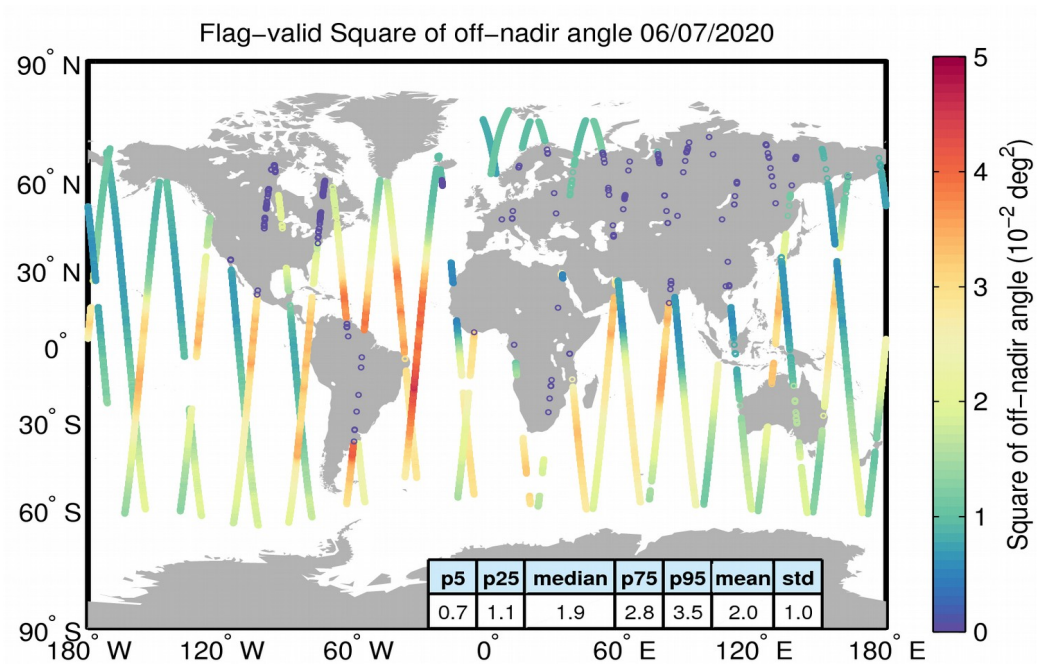 Flag−valid Square of off−nadir angle 06/07/2020
90° N
60° N
30° N
0°
30° S
60° S
90° S
180° W
120° W
60° W
0°
60° E
120° E
180° E
p5 p25 median p75 p95 mean std
0.7 1.1 1.9 2.8 3.5 2.0 1.0
5
4
3
2
1
0
Square of off−nadir angle (10⁻² deg²)